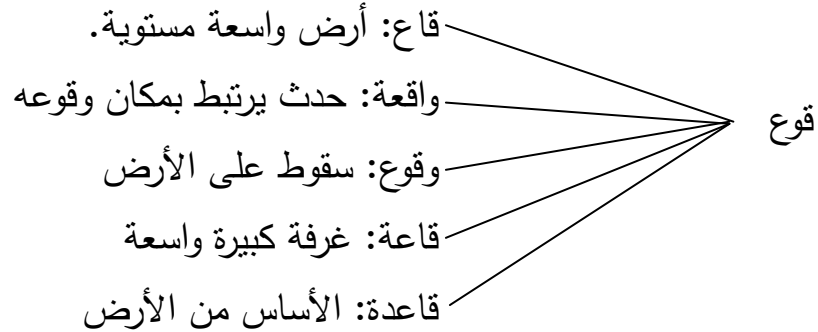 قوع
قاع: أرض واسعة مستوية.
واقعة: حدث يرتبط بمكان وقوعه
وقوع: سقوط على الأرض
قاعة: غرفة كبيرة واسعة
قاعدة: الأساس من الأرض